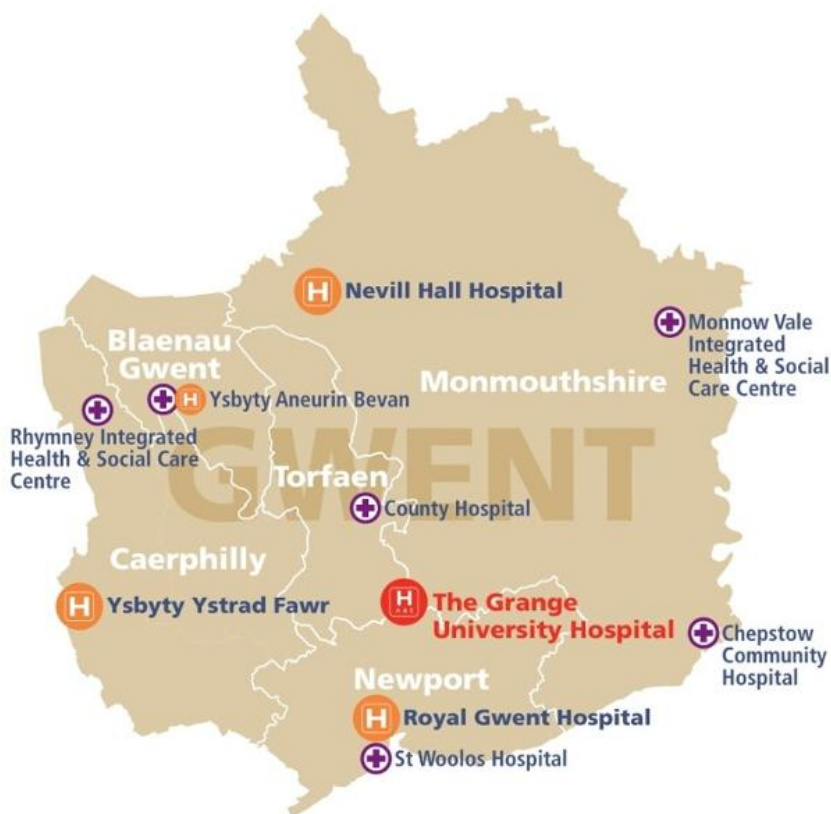 H Nevill Hall Hospital
Monnow Vale
Integrated
Health & Social
Care Centre
Blaenau
Gwent
Monmouthshire
H Ysbyty Aneurin Bevan
Rhymney Integrated
Health & Social Care
Centre
GWENT
Torfaen
County Hospital
Caerphilly
H Ysbyty Ystrad Fawr
H
A&E
The Grange
University Hospital
Chepstow
Community
Hospital
Newport
H Royal Gwent Hospital
St Woolos Hospital